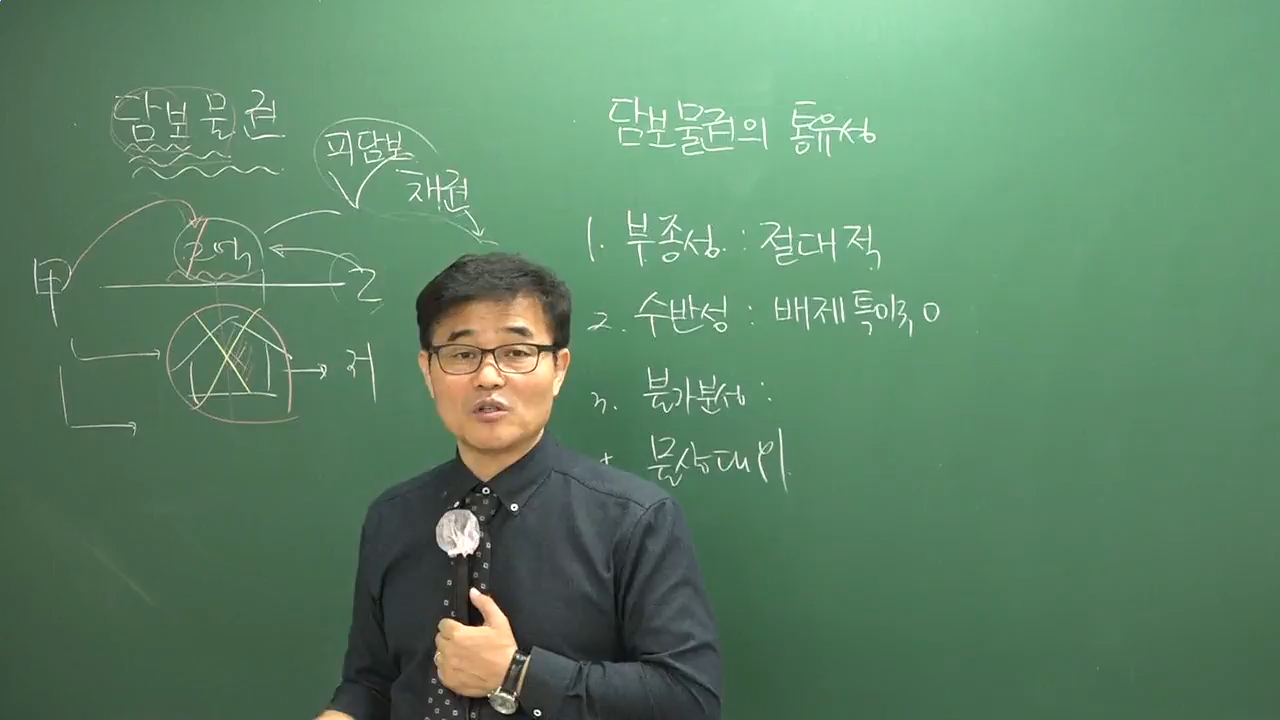 담보물권
피담보
채권
甲
2억
乙
담보물권의 통유성
1. 부종성 : 절대적
2. 수반성 : 배제특약 O
3. 불가분성 :
물상대위